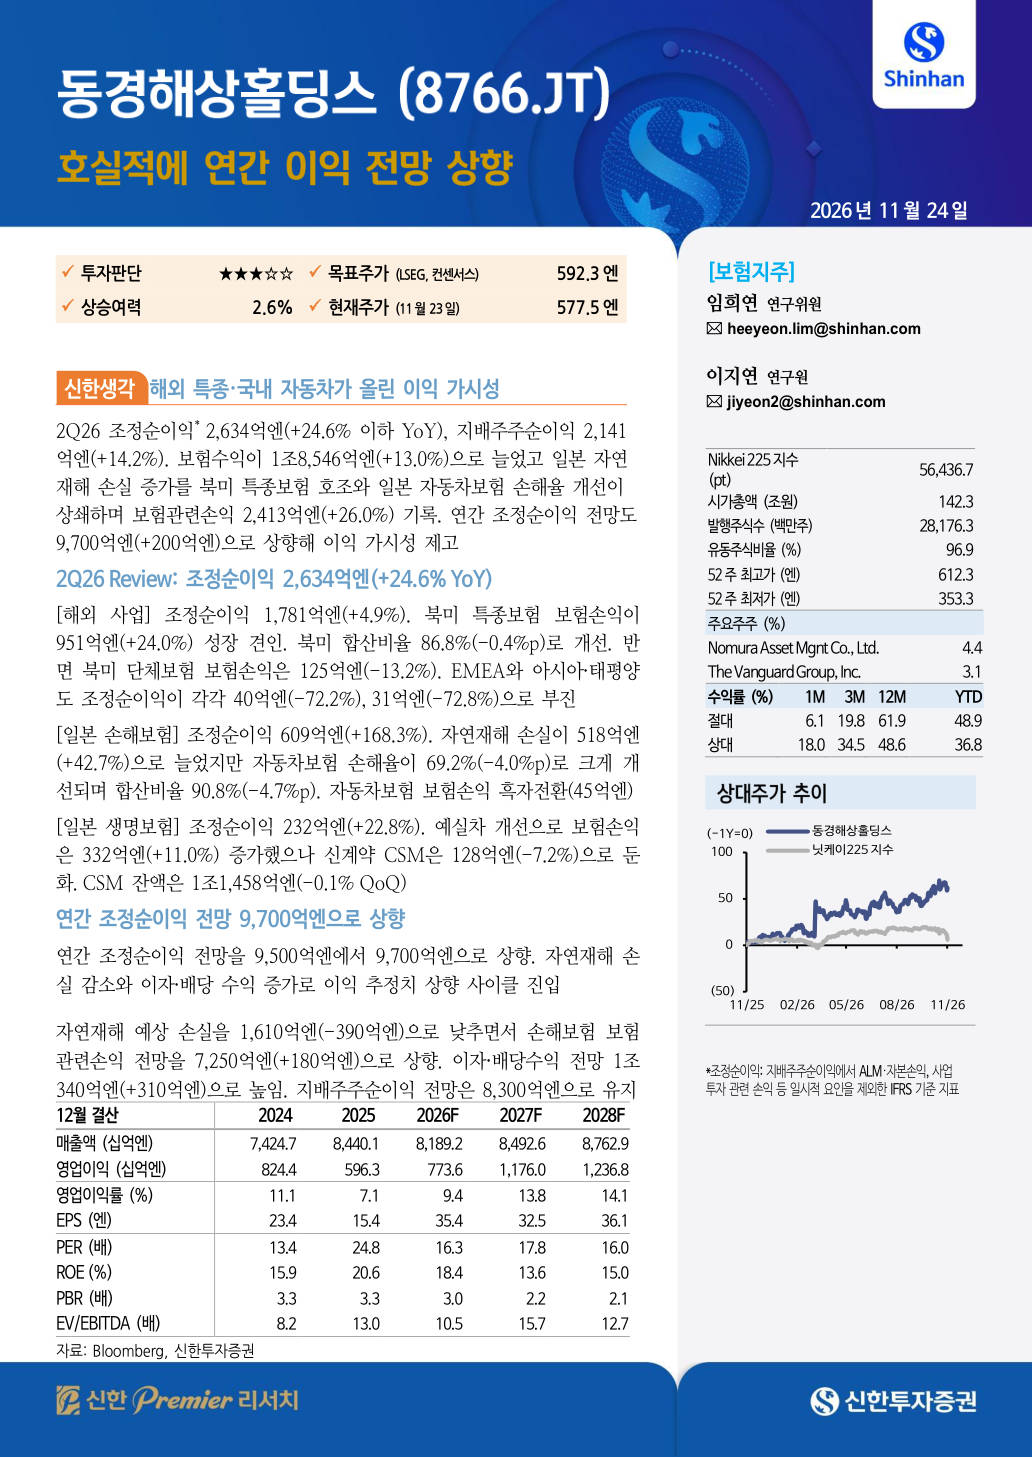 Shinhan
동경해상홀딩스 (8766.JT)
호실적에 연간 이익 전망 상향
2026년 11월 24일
✓ 투자판단 ★★★☆☆ ✓ 목표주가 (LSEG, 컨센서스) 592.3 엔
✓ 상승여력 2.6% ✓ 현재주가 (11월 23일) 577.5 엔
신한생각 해외 특종·국내 자동차가 올린 이익 가시성
2Q26 조정순이익* 2,634억엔(+24.6% 이하 YoY), 지배주주순이익 2,141
억엔(+14.2%). 보험수익이 1조8,546억엔(+13.0%)으로 늘었고 일본 자연
재해 손실 증가를 북미 특종보험 호조와 일본 자동차보험 손해율 개선이
상쇄하며 보험관련손익 2,413억엔(+26.0%) 기록. 연간 조정순이익 전망도
9,700억엔(+200억엔)으로 상향해 이익 가시성 제고
2Q26 Review: 조정순이익 2,634억엔(+24.6% YoY)
[해외 사업] 조정순이익 1,781억엔(+4.9%). 북미 특종보험 보험손익이
951억엔(+24.0%) 성장 견인. 북미 합산비율 86.8%(-0.4%p)로 개선. 반
면 북미 단체보험 보험손익은 125억엔(-13.2%). EMEA와 아시아·태평양
도 조정순이익이 각각 40억엔(-72.2%), 31억엔(-72.8%)으로 부진
[일본 손해보험] 조정순이익 609억엔(+168.3%). 자연재해 손실이 518억엔
(+42.7%)으로 늘었지만 자동차보험 손해율이 69.2%(-4.0%p)로 크게 개
선되며 합산비율 90.8%(-4.7%p). 자동차보험 보험손익 흑자전환(45억엔)
[일본 생명보험] 조정순이익 232억엔(+22.8%). 예실차 개선으로 보험손익
은 332억엔(+11.0%) 증가했으나 신계약 CSM은 128억엔(-7.2%)으로 둔
화. CSM 잔액은 1조1,458억엔(-0.1% QoQ)
연간 조정순이익 전망 9,700억엔으로 상향
연간 조정순이익 전망을 9,500억엔에서 9,700억엔으로 상향. 자연재해 손
실 감소와 이자·배당 수익 증가로 이익 추정치 상향 사이클 진입
자연재해 예상 손실을 1,610억엔(-390억엔)으로 낮추면서 손해보험 보험
관련손익 전망을 7,250억엔(+180억엔)으로 상향. 이자·배당수익 전망 1조
340억엔(+310억엔)으로 높임. 지배주주순이익 전망은 8,300억엔으로 유지
12월 결산 2024 2025 2026F 2027F 2028F
매출액 (십억엔) 7,424.7 8,440.1 8,189.2 8,492.6 8,762.9
영업이익 (십억엔) 824.4 596.3 773.6 1,176.0 1,236.8
영업이익률 (%) 11.1 7.1 9.4 13.8 14.1
EPS (엔) 23.4 15.4 35.4 32.5 36.1
PER (배) 13.4 24.8 16.3 17.8 16.0
ROE (%) 15.9 20.6 18.4 13.6 15.0
PBR (배) 3.3 3.3 3.0 2.2 2.1
EV/EBITDA (배) 8.2 13.0 10.5 15.7 12.7
자료: Bloomberg, 신한투자증권
[보험지주]
임희연 연구위원
heeyeon.lim@shinhan.com
이지연 연구원
jiyeon2@shinhan.com
Nikkei 225 지수
(pt) 56,436.7
시가총액 (조원) 142.3
발행주식수 (백만주) 28,176.3
유동주식비율 (%) 96.9
52 주 최고가 (엔) 612.3
52 주 최저가 (엔) 353.3
주요주주 (%)
Nomura Asset Mgnt Co., Ltd. 4.4
The Vanguard Group, Inc. 3.1
수익률 (%) 1M 3M 12M YTD
절대 6.1 19.8 61.9 48.9
상대 18.0 34.5 48.6 36.8
상대주가 추이
(-1Y=0) 동경해상홀딩스
닛케이225 지수
100
50
0
(50)
11/25 02/26 05/26 08/26 11/26
*조정순이익: 지배주주순이익에서 ALM·자본손익, 사업
투자 관련 손익 등 일시적 요인을 제외한 IFRS 기준 지표
신한 Premier 리서치
신한투자증권